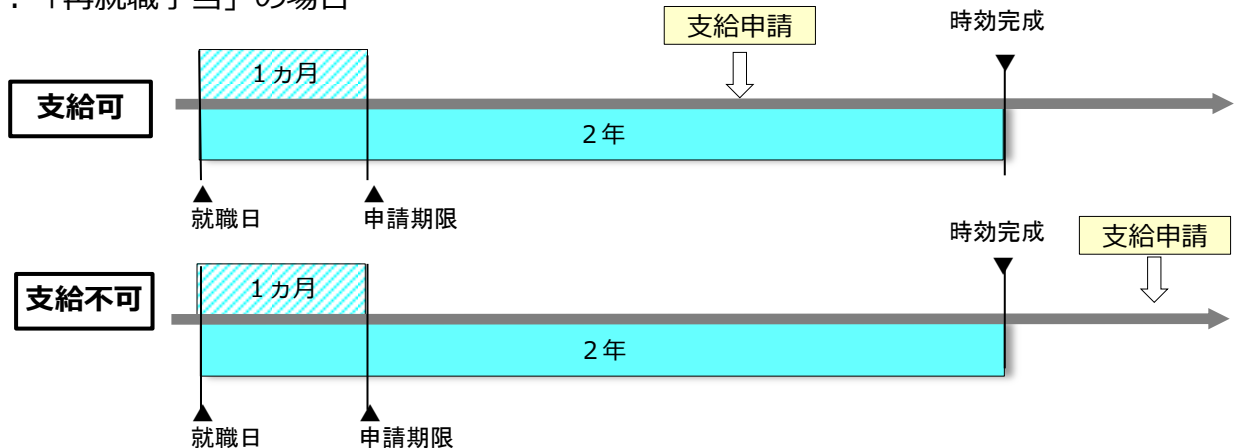 ：「再就職手当」の場合
支給申請
時効完成
▼
１ヵ月
支給可
２年
▲
▲
就職日
申請期限
時効完成
支給申請
▼
１ヵ月
支給不可
２年
▲
▲
就職日
申請期限